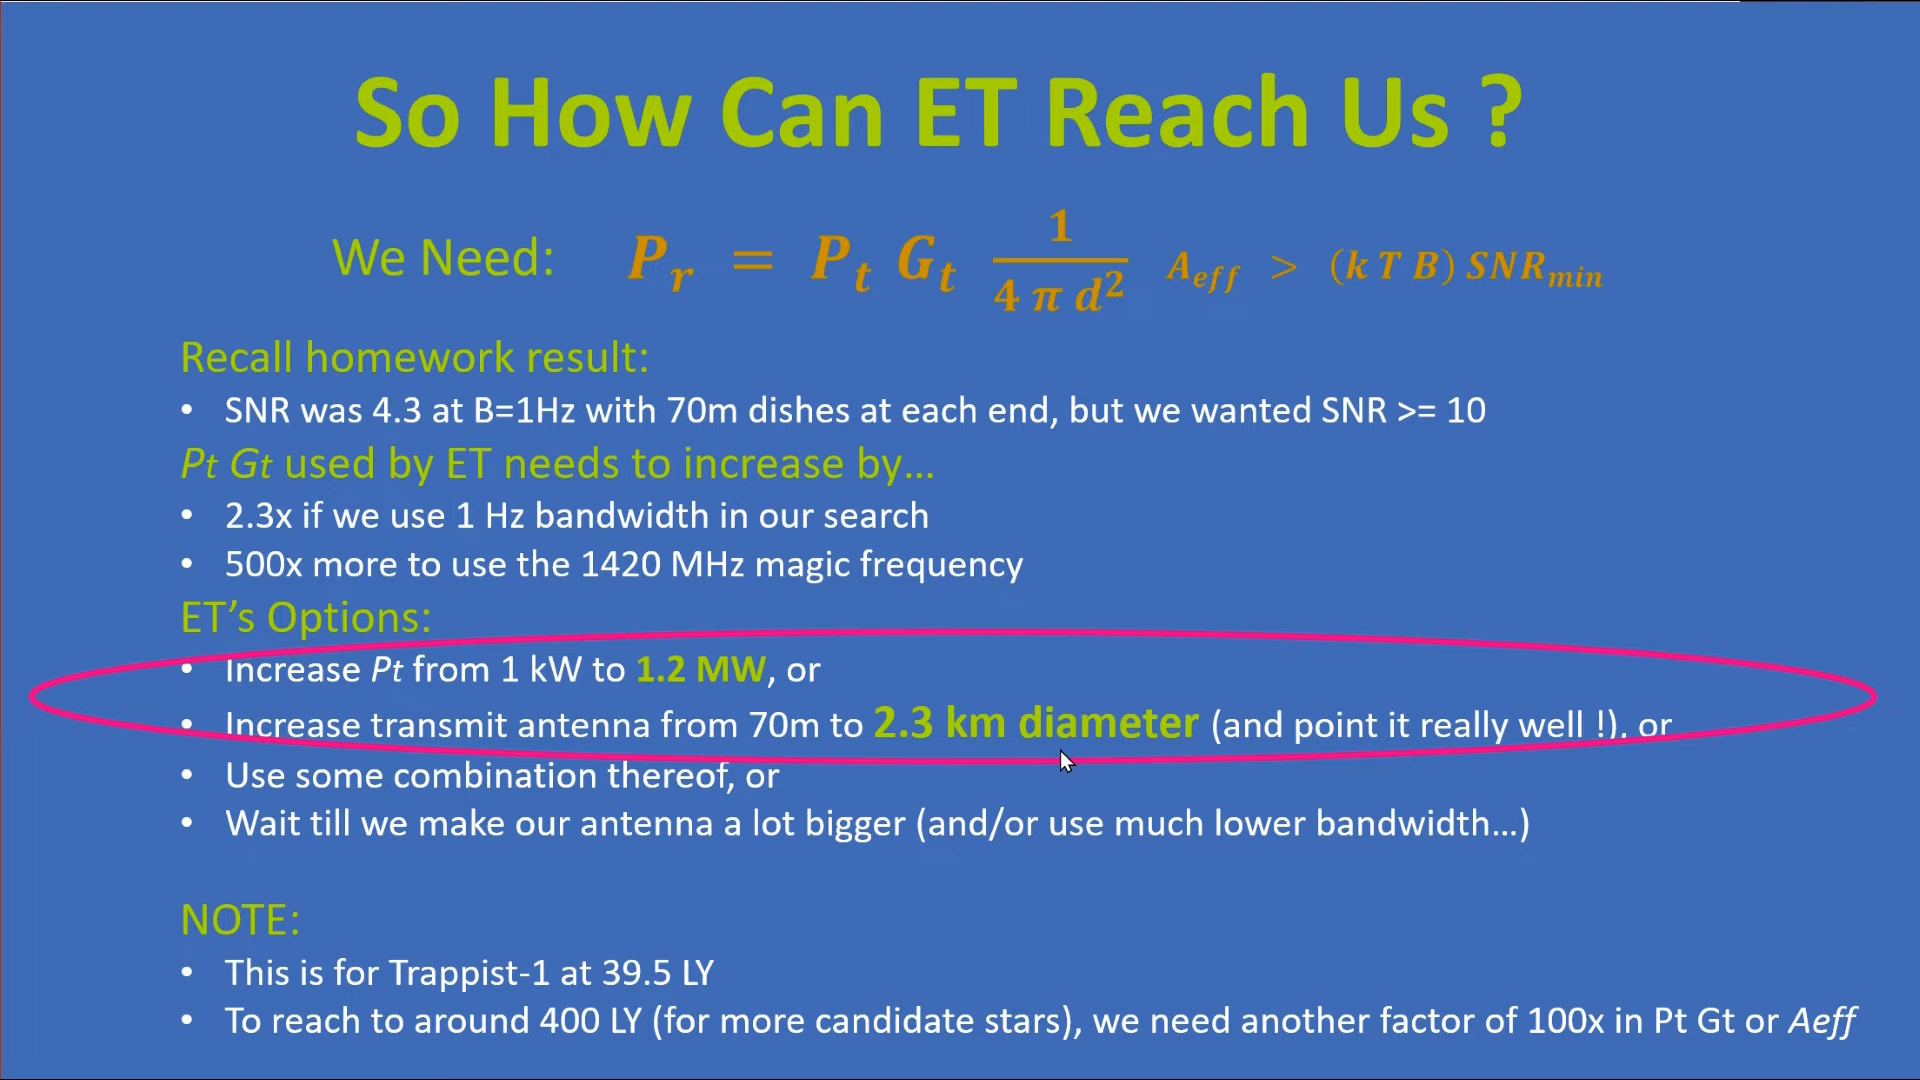 So How Can ET Reach Us ?
We Need: P_r = P_t G_t 1/(4 π d²) A_eff > (k T B) SNR_min
Recall homework result:
• SNR was 4.3 at B=1Hz with 70m dishes at each end, but we wanted SNR >= 10
Pt Gt used by ET needs to increase by…
• 2.3x if we use 1 Hz bandwidth in our search
• 500x more to use the 1420 MHz magic frequency
ET’s Options:
• Increase Pt from 1 kW to 1.2 MW, or
• Increase transmit antenna from 70m to 2.3 km diameter (and point it really well !), or
• Use some combination thereof, or
• Wait till we make our antenna a lot bigger (and/or use much lower bandwidth…)
NOTE:
• This is for Trappist-1 at 39.5 LY
• To reach to around 400 LY (for more candidate stars), we need another factor of 100x in Pt Gt or Aeff